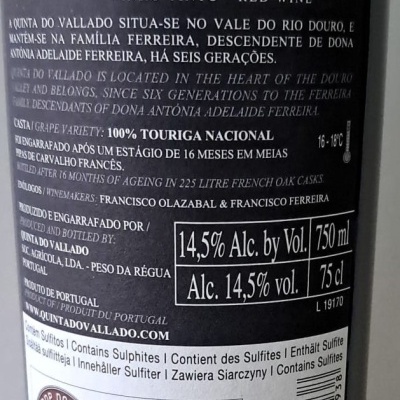 RED WINE
A QUINTA DO VALLADO SITUA-SE NO VALE DO RIO DOURO, E
MANTÉM-SE NA FAMÍLIA FERREIRA, DESCENDENTE DE DONA
ANTÓNIA ADELAIDE FERREIRA, HÁ SEIS GERAÇÕES.
QUINTA DO VALLADO IS LOCATED IN THE HEART OF THE DOURO
VALLEY AND BELONGS, SINCE SIX GENERATIONS TO THE FERREIRA
FAMILY, DESCENDANTS OF DONA ANTÓNIA ADELAIDE FERREIRA.
CASTA / GRAPE VARIETY: 100% TOURIGA NACIONAL
FOI ENGARRAFADO APÓS UM ESTÁGIO DE 16 MESES EM MEIAS
PIPAS DE CARVALHO FRANCÊS.
BOTTLED AFTER 16 MONTHS OF AGEING IN 225 LITRE FRENCH OAK CASKS.
16 - 18°C
ENÓLOGOS / WINEMAKERS: FRANCISCO OLAZABAL & FRANCISCO FERREIRA
PRODUZIDO E ENGARRAFADO POR /
PRODUCED AND BOTTLED BY:
QUINTA DO VALLADO
SOC. AGRÍCOLA, LDA. - PESO DA RÉGUA
PORTUGAL
PRODUTO DE PORTUGAL
PRODUCT OF / PRODUIT DU PORTUGAL
WWW.QUINTADOVALLADO.COM
14,5% Alc. by Vol. 750 ml
Alc. 14,5% vol. 75 cl
L 19170
Contém Sulfitos | Contains Sulphites | Contient des Sulfites | Enthält Sulfite
sulfitteja | Innehåller Sulfiter | Zawiera Siarczyny | Contains Sulfites
938